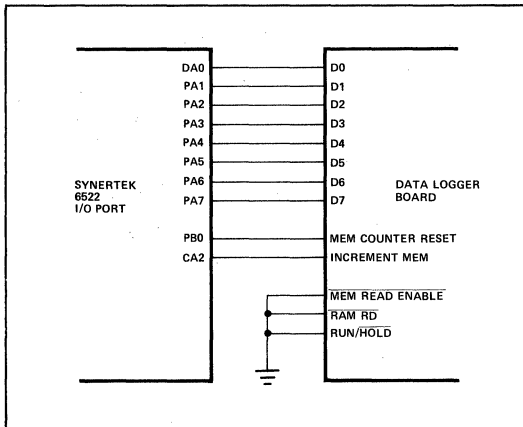 DA0 D0
PA1 D1
PA2 D2
PA3 D3
PA4 D4
PA5 D5
PA6 D6
PA7 D7
SYNERTEK
6522
I/O PORT
DATA LOGGER
BOARD
PB0 MEM COUNTER RESET
CA2 INCREMENT MEM
MEM READ ENABLE
RAM RD
RUN/HOLD